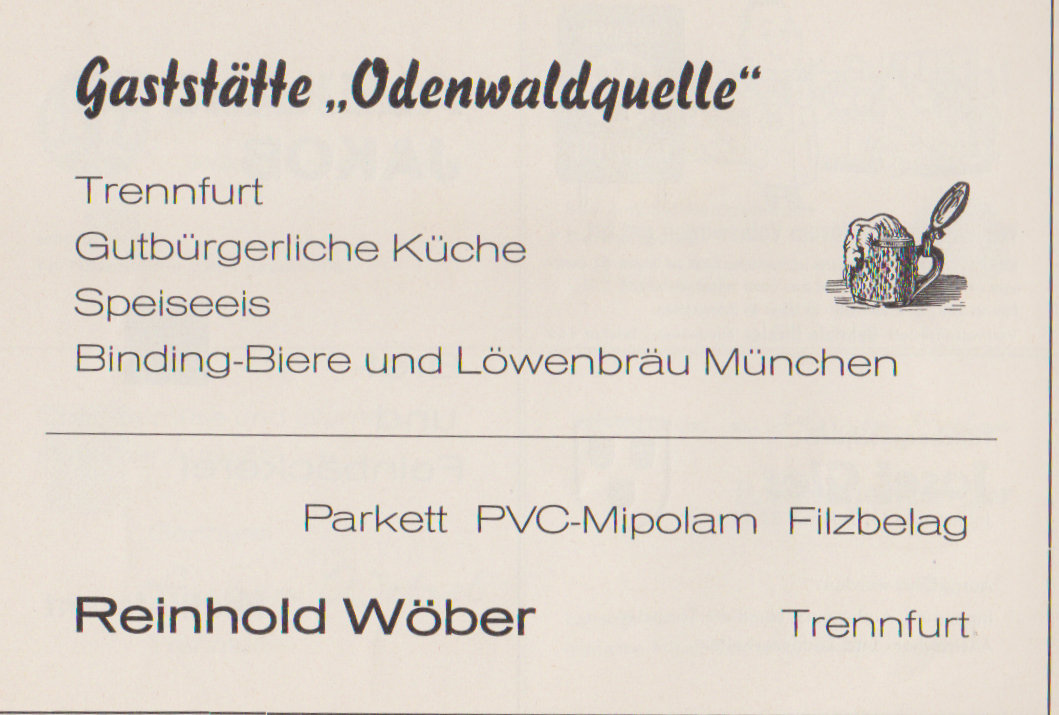 Gaststätte „Odenwaldquelle“
Trennfurt
Gutbürgerliche Küche
Speiseeis
Binding-Biere und Löwenbräu München
Parkett PVC-Mipolam Filzbelag
Reinhold Wöber Trennfurt